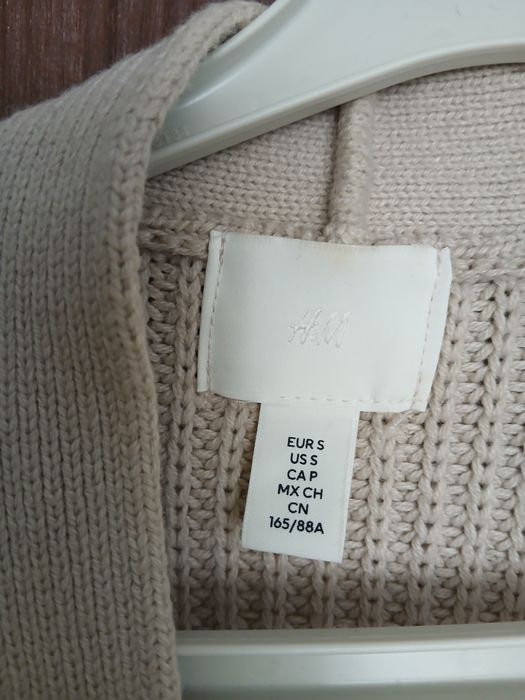 H&M
EUR S
US S
CA P
MX CH
CN
165/88A